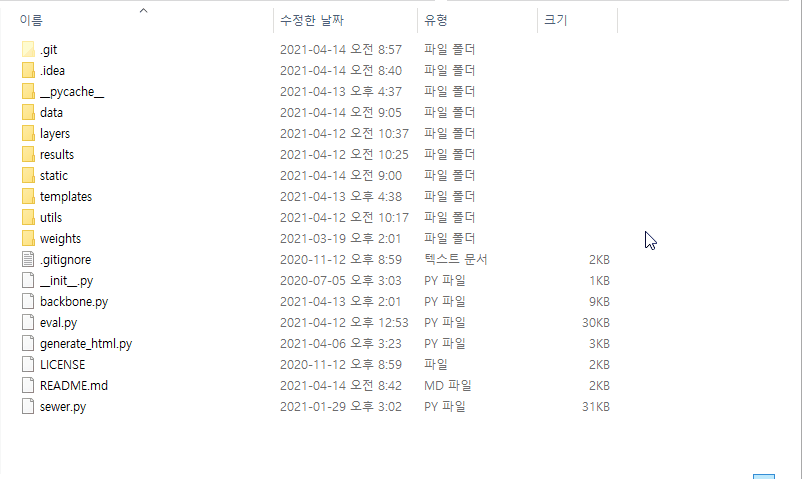 이름 수정한 날짜 유형 크기
.git 2021-04-14 오전 8:57 파일 폴더
.idea 2021-04-14 오전 8:40 파일 폴더
__pycache__ 2021-04-13 오후 4:37 파일 폴더
data 2021-04-14 오전 9:05 파일 폴더
layers 2021-04-12 오전 10:37 파일 폴더
results 2021-04-12 오전 10:25 파일 폴더
static 2021-04-14 오전 9:00 파일 폴더
templates 2021-04-13 오후 4:38 파일 폴더
utils 2021-04-12 오전 10:17 파일 폴더
weights 2021-03-19 오후 2:01 파일 폴더
.gitignore 2020-11-12 오후 8:59 텍스트 문서 2KB
__init__.py 2020-07-05 오후 3:03 PY 파일 1KB
backbone.py 2021-04-13 오후 2:01 PY 파일 9KB
eval.py 2021-04-12 오후 12:53 PY 파일 30KB
generate_html.py 2021-04-06 오후 3:23 PY 파일 3KB
LICENSE 2020-11-12 오후 8:59 파일 2KB
README.md 2021-04-14 오전 8:42 MD 파일 2KB
sewer.py 2021-01-29 오후 3:02 PY 파일 31KB